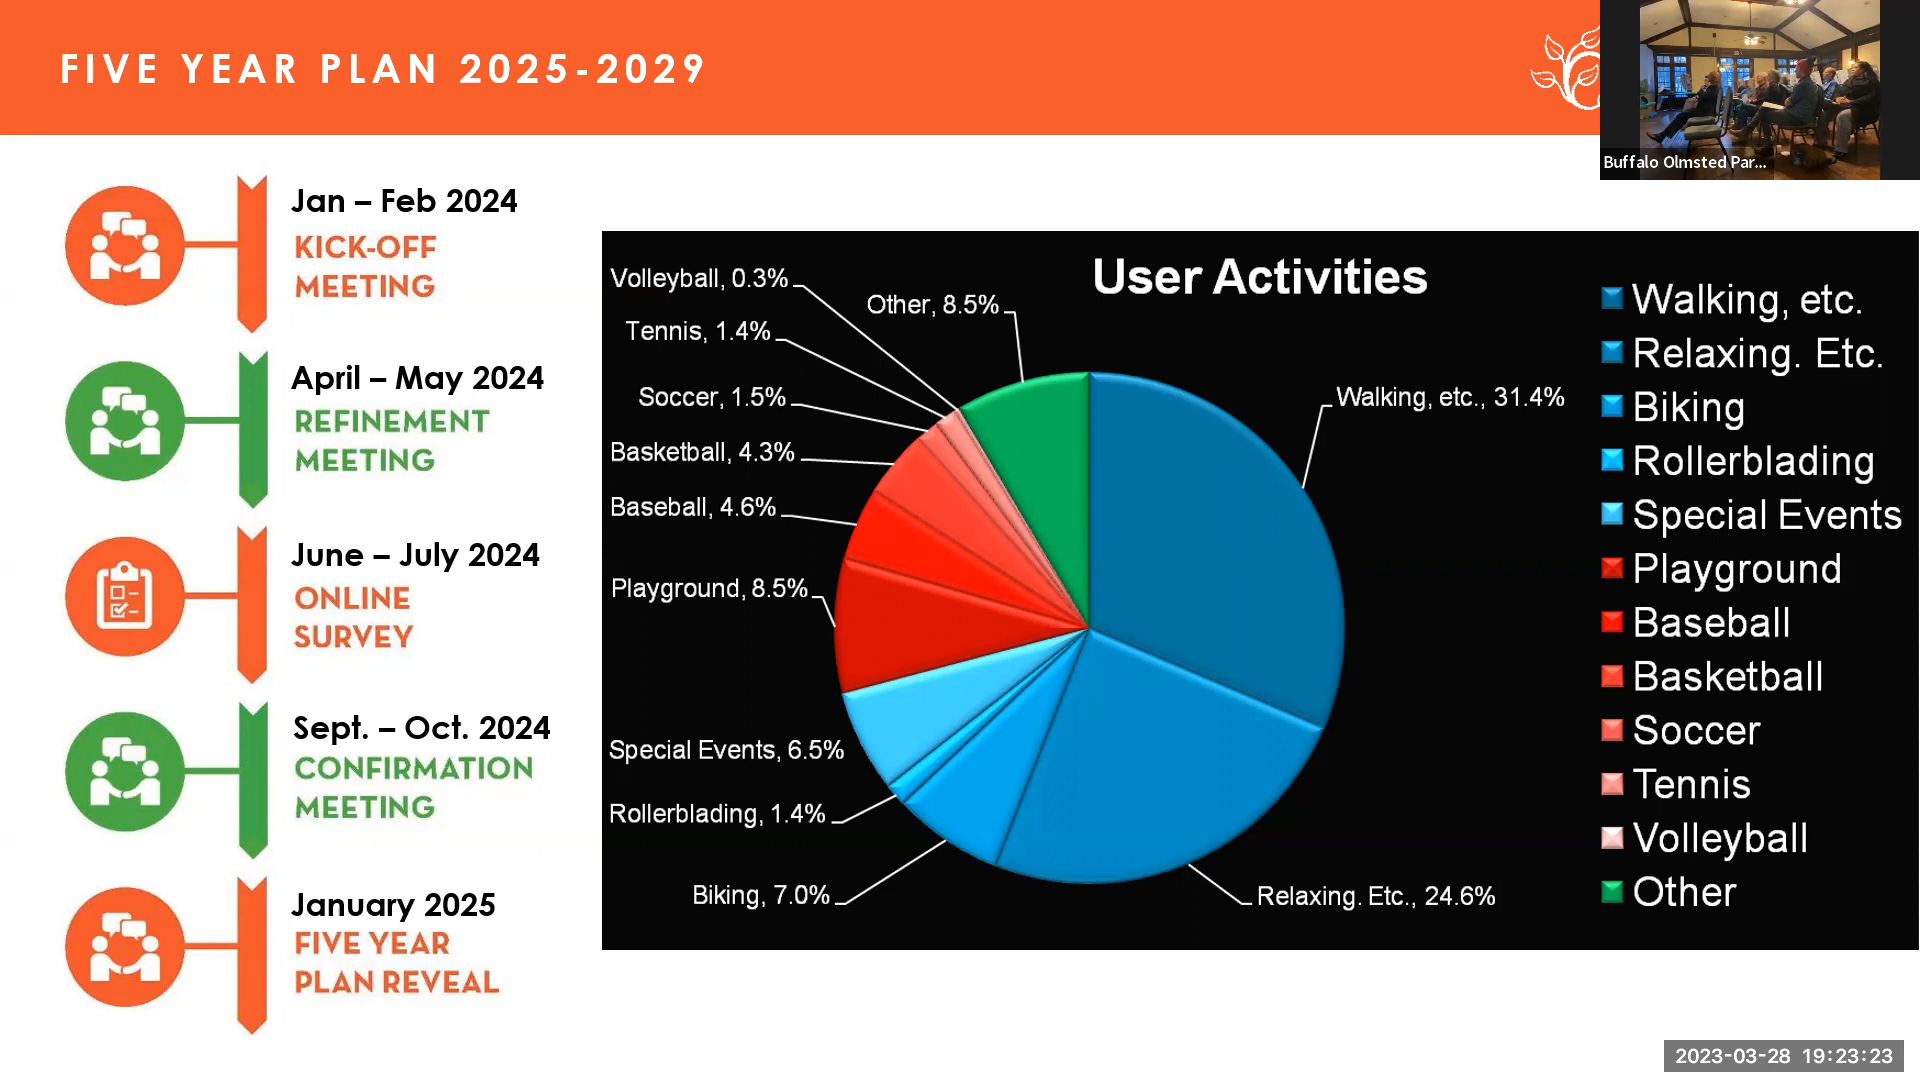 FIVE YEAR PLAN 2025-2029
Buffalo Olmsted Par...
Jan – Feb 2024
KICK-OFF
MEETING
April – May 2024
REFINEMENT
MEETING
June – July 2024
ONLINE
SURVEY
Sept. – Oct. 2024
CONFIRMATION
MEETING
January 2025
FIVE YEAR
PLAN REVEAL
User Activities
Volleyball, 0.3%
Other, 8.5%
Tennis, 1.4%
Soccer, 1.5%
Walking, etc., 31.4%
Basketball, 4.3%
Baseball, 4.6%
Playground, 8.5%
Special Events, 6.5%
Rollerblading, 1.4%
Biking, 7.0%
Relaxing. Etc., 24.6%
Walking, etc.
Relaxing. Etc.
Biking
Rollerblading
Special Events
Playground
Baseball
Basketball
Soccer
Tennis
Volleyball
Other
2023-03-28 19:23:23